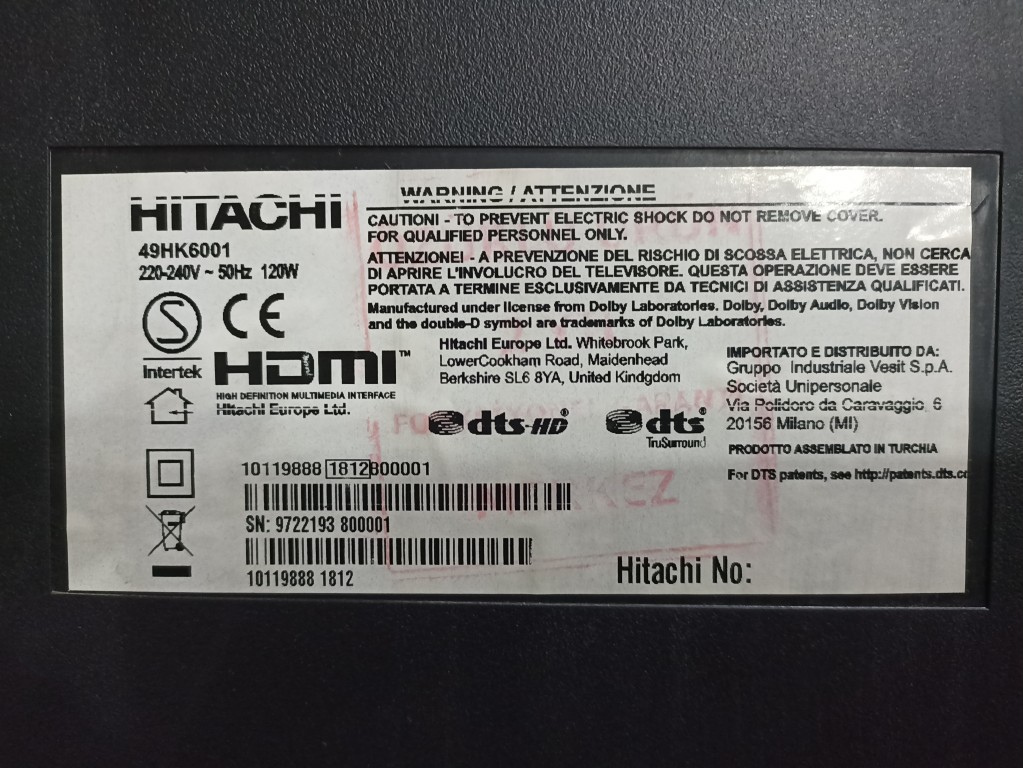 HITACHI
49HK6001
220-240V ~ 50Hz 120W
S
CE
Intertek
HDMI™
HIGH DEFINITION MULTIMEDIA INTERFACE
Hitachi Europe Ltd.
WARNING / ATTENZIONE
CAUTION! - TO PREVENT ELECTRIC SHOCK DO NOT REMOVE COVER.
FOR QUALIFIED PERSONNEL ONLY.
ATTENZIONE! - A PREVENZIONE DEL RISCHIO DI SCOSSA ELETTRICA, NON CERCA
DI APRIRE L'INVOLUCRO DEL TELEVISORE. QUESTA OPERAZIONE DEVE ESSERE
PORTATA A TERMINE ESCLUSIVAMENTE DA TECNICI DI ASSISTENZA QUALIFICATI.
Manufactured under license from Dolby Laboratories. Dolby, Dolby Audio, Dolby Vision
and the double-D symbol are trademarks of Dolby Laboratories.
Hitachi Europe Ltd. Whitebrook Park,
LowerCookham Road, Maidenhead
Berkshire SL6 8YA, United Kindgdom
dts-HD®
dts®
TruSurround
IMPORTATO E DISTRIBUITO DA:
Gruppo Industriale Vesit S.p.A.
Società Unipersonale
Via Polidoro da Caravaggio, 6
20156 Milano (MI)
PRODOTTO ASSEMBLATO IN TURCHIA
For DTS patents, see http://patents.dts.co
10119888 1812 800001
SN: 9722193 800001
10119888 1812
Hitachi No: